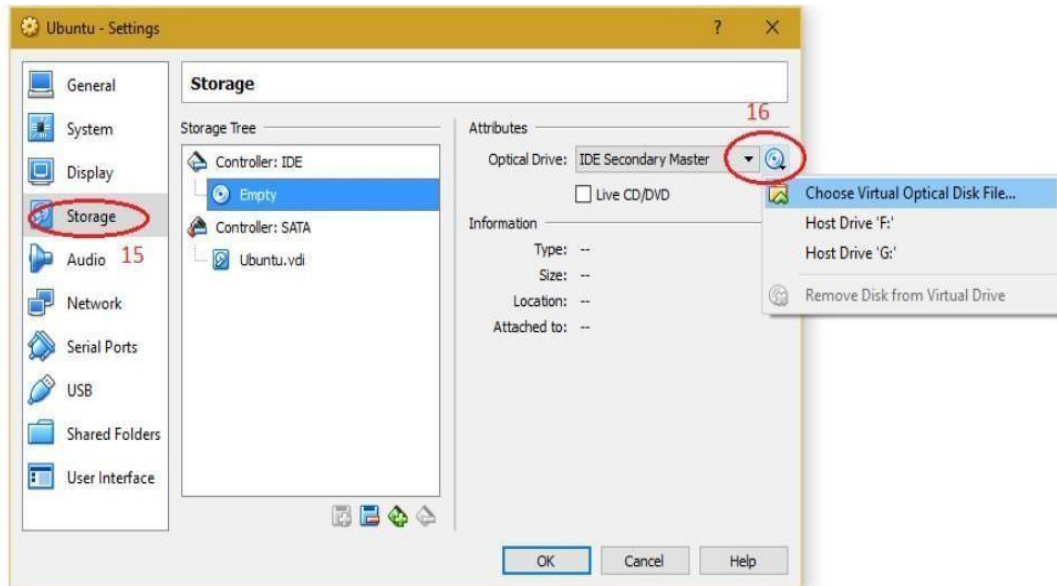 Ubuntu - Settings
?
General
System
Display
Storage
Audio
Network
Serial Ports
USB
Shared Folders
User Interface
15
Storage
Storage Tree
Controller: IDE
Empty
Controller: SATA
Ubuntu.vdi
16
Attributes
Optical Drive: IDE Secondary Master
Live CD/DVD
Information
Type: --
Size: --
Location: --
Attached to: --
Choose Virtual Optical Disk File...
Host Drive 'F:'
Host Drive 'G:'
Remove Disk from Virtual Drive
OK Cancel Help